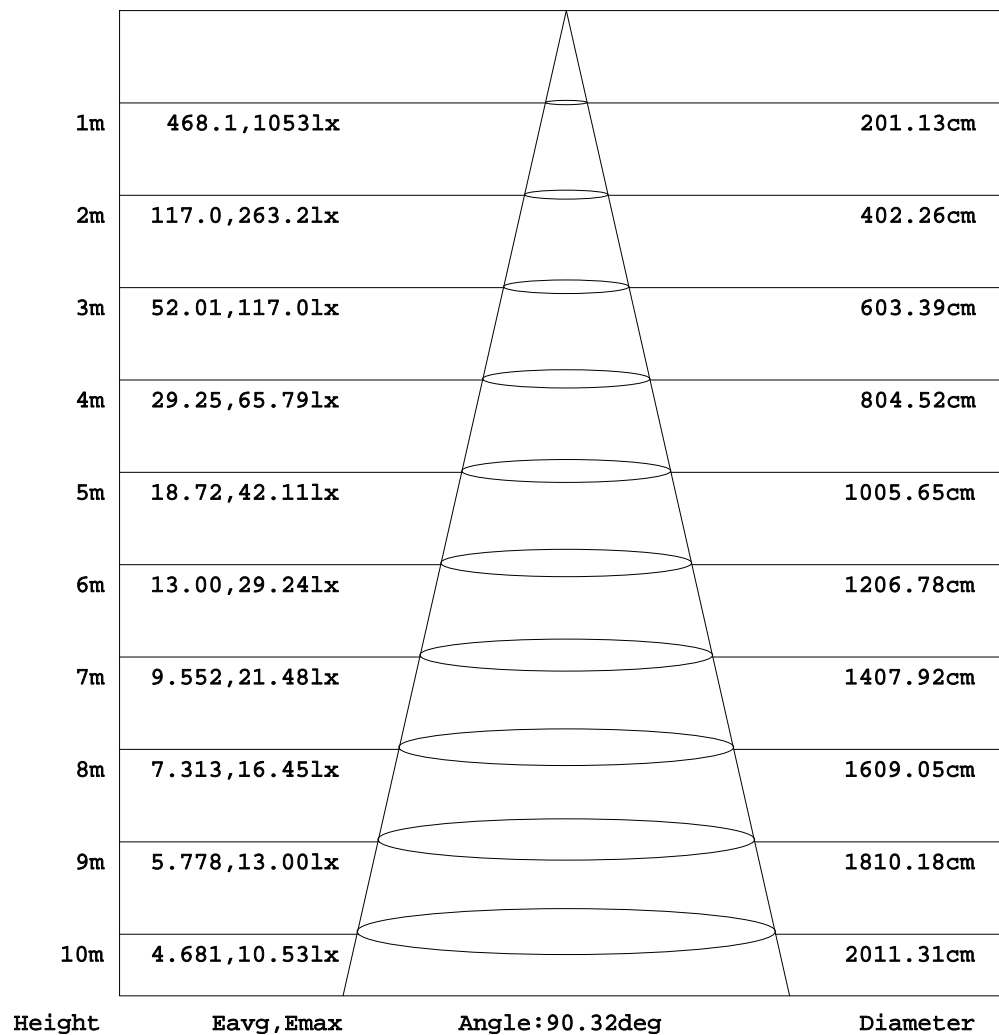 1m 468.1,1053lx 201.13cm
2m 117.0,263.2lx 402.26cm
3m 52.01,117.0lx 603.39cm
4m 29.25,65.79lx 804.52cm
5m 18.72,42.11lx 1005.65cm
6m 13.00,29.24lx 1206.78cm
7m 9.552,21.48lx 1407.92cm
8m 7.313,16.45lx 1609.05cm
9m 5.778,13.00lx 1810.18cm
10m 4.681,10.53lx 2011.31cm
Height Eavg,Emax Angle:90.32deg Diameter